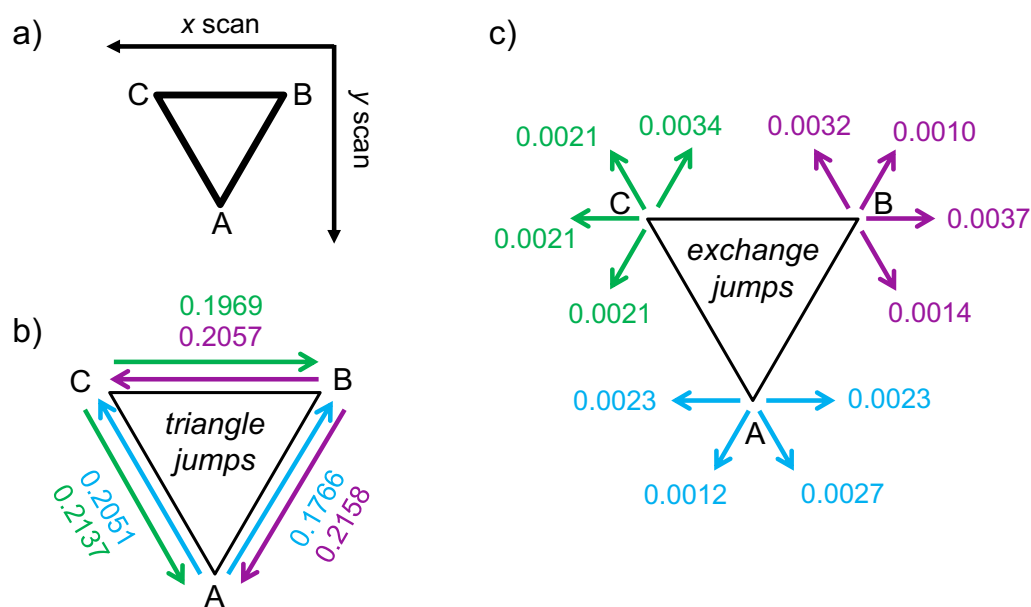 a)
x scan
y scan
C
B
A
b)
0.1969
0.2057
C
B
triangle
jumps
0.2051
0.2137
0.1766
0.2158
A
c)
0.0021
0.0034
0.0032
0.0010
C
B
0.0021
0.0037
exchange
jumps
0.0021
0.0014
0.0023
0.0023
A
0.0012
0.0027